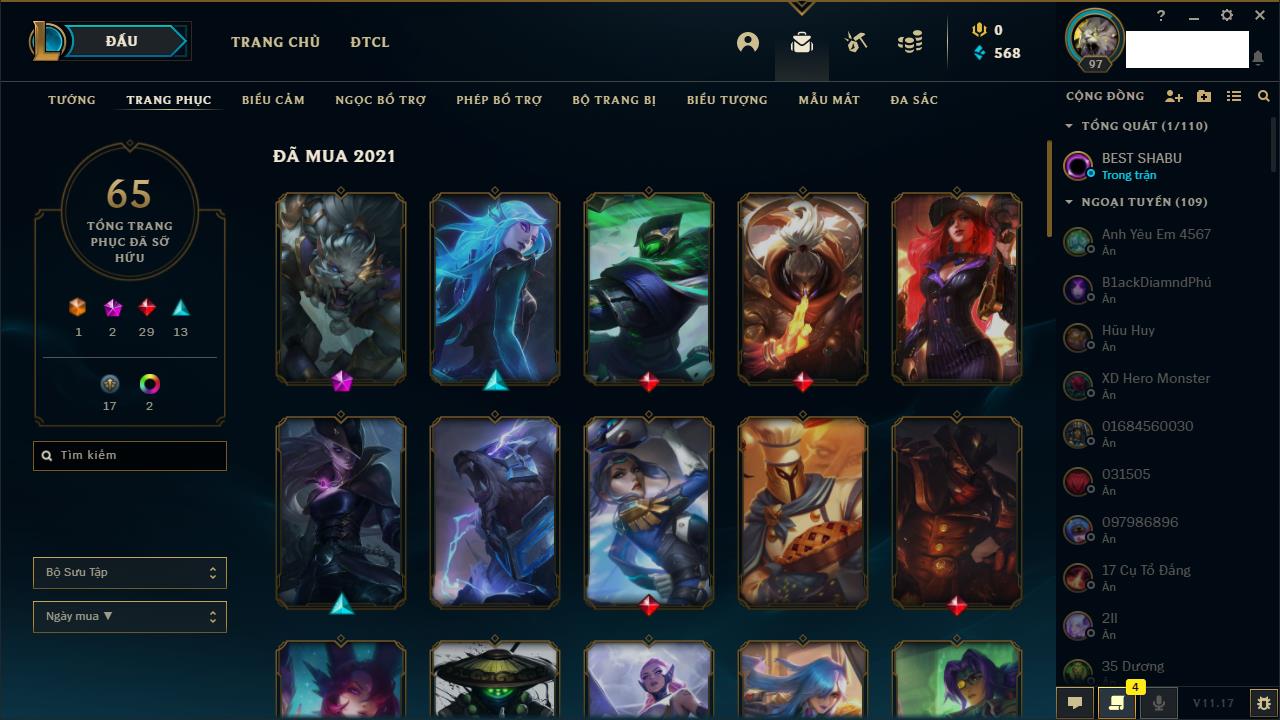 ĐẤU
TRANG CHỦ
ĐTCL
0
568
?
97
TƯỚNG
TRANG PHỤC
BIỂU CẢM
NGỌC BỔ TRỢ
PHÉP BỔ TRỢ
BỘ TRANG BỊ
BIỂU TƯỢNG
MẪU MẮT
ĐA SẮC
65
TỔNG TRANG
PHỤC ĐÃ SỞ
HỮU
1
2
29
13
17
2
Tìm kiếm
Bộ Sưu Tập
Ngày mua ▼
ĐÃ MUA 2021
CỘNG ĐỒNG
TỔNG QUÁT (1/110)
BEST SHABU
Trong trận
NGOẠI TUYẾN (109)
Anh Yêu Em 4567
Ẩn
B1ackDiamndPhú
Ẩn
Hữu Huy
Ẩn
XD Hero Monster
Ẩn
01684560030
Ẩn
031505
Ẩn
097986896
Ẩn
17 Cụ Tổ Đấng
Ẩn
2II
Ẩn
35 Dương
4
V11.17